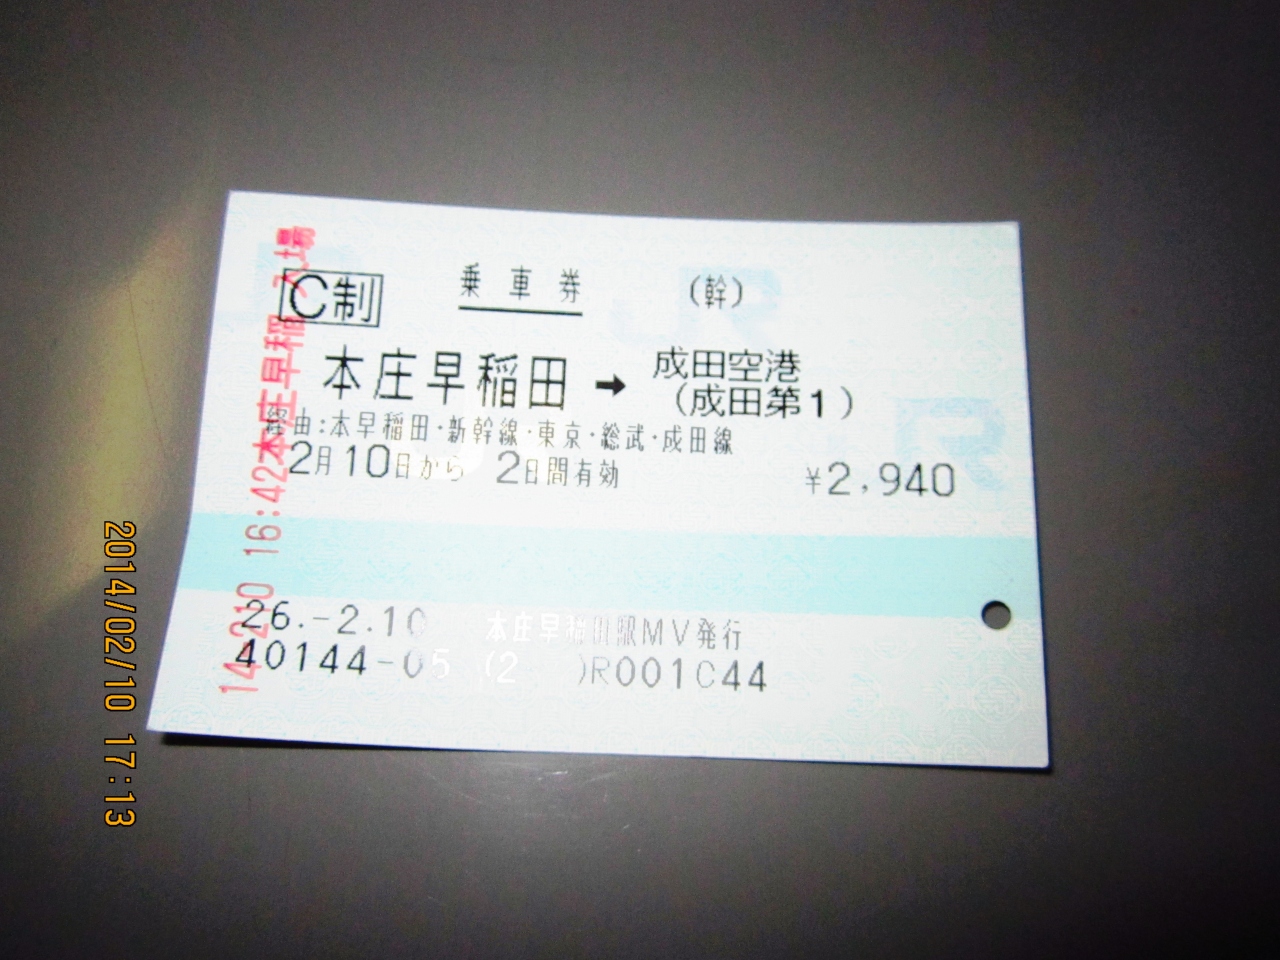 C制 乗車券 (幹)
本庄早稲田 → 成田空港
(成田第1)
経由:本早稲田・新幹線・東京・総武・成田線
2月10日から 2日間有効 ¥2,940
26.-2.10 本庄早稲田駅MV発行
40144-05 (2 )R001C44
14-210 16:42本庄早稲田入場
2014/02/10 17:13
JR